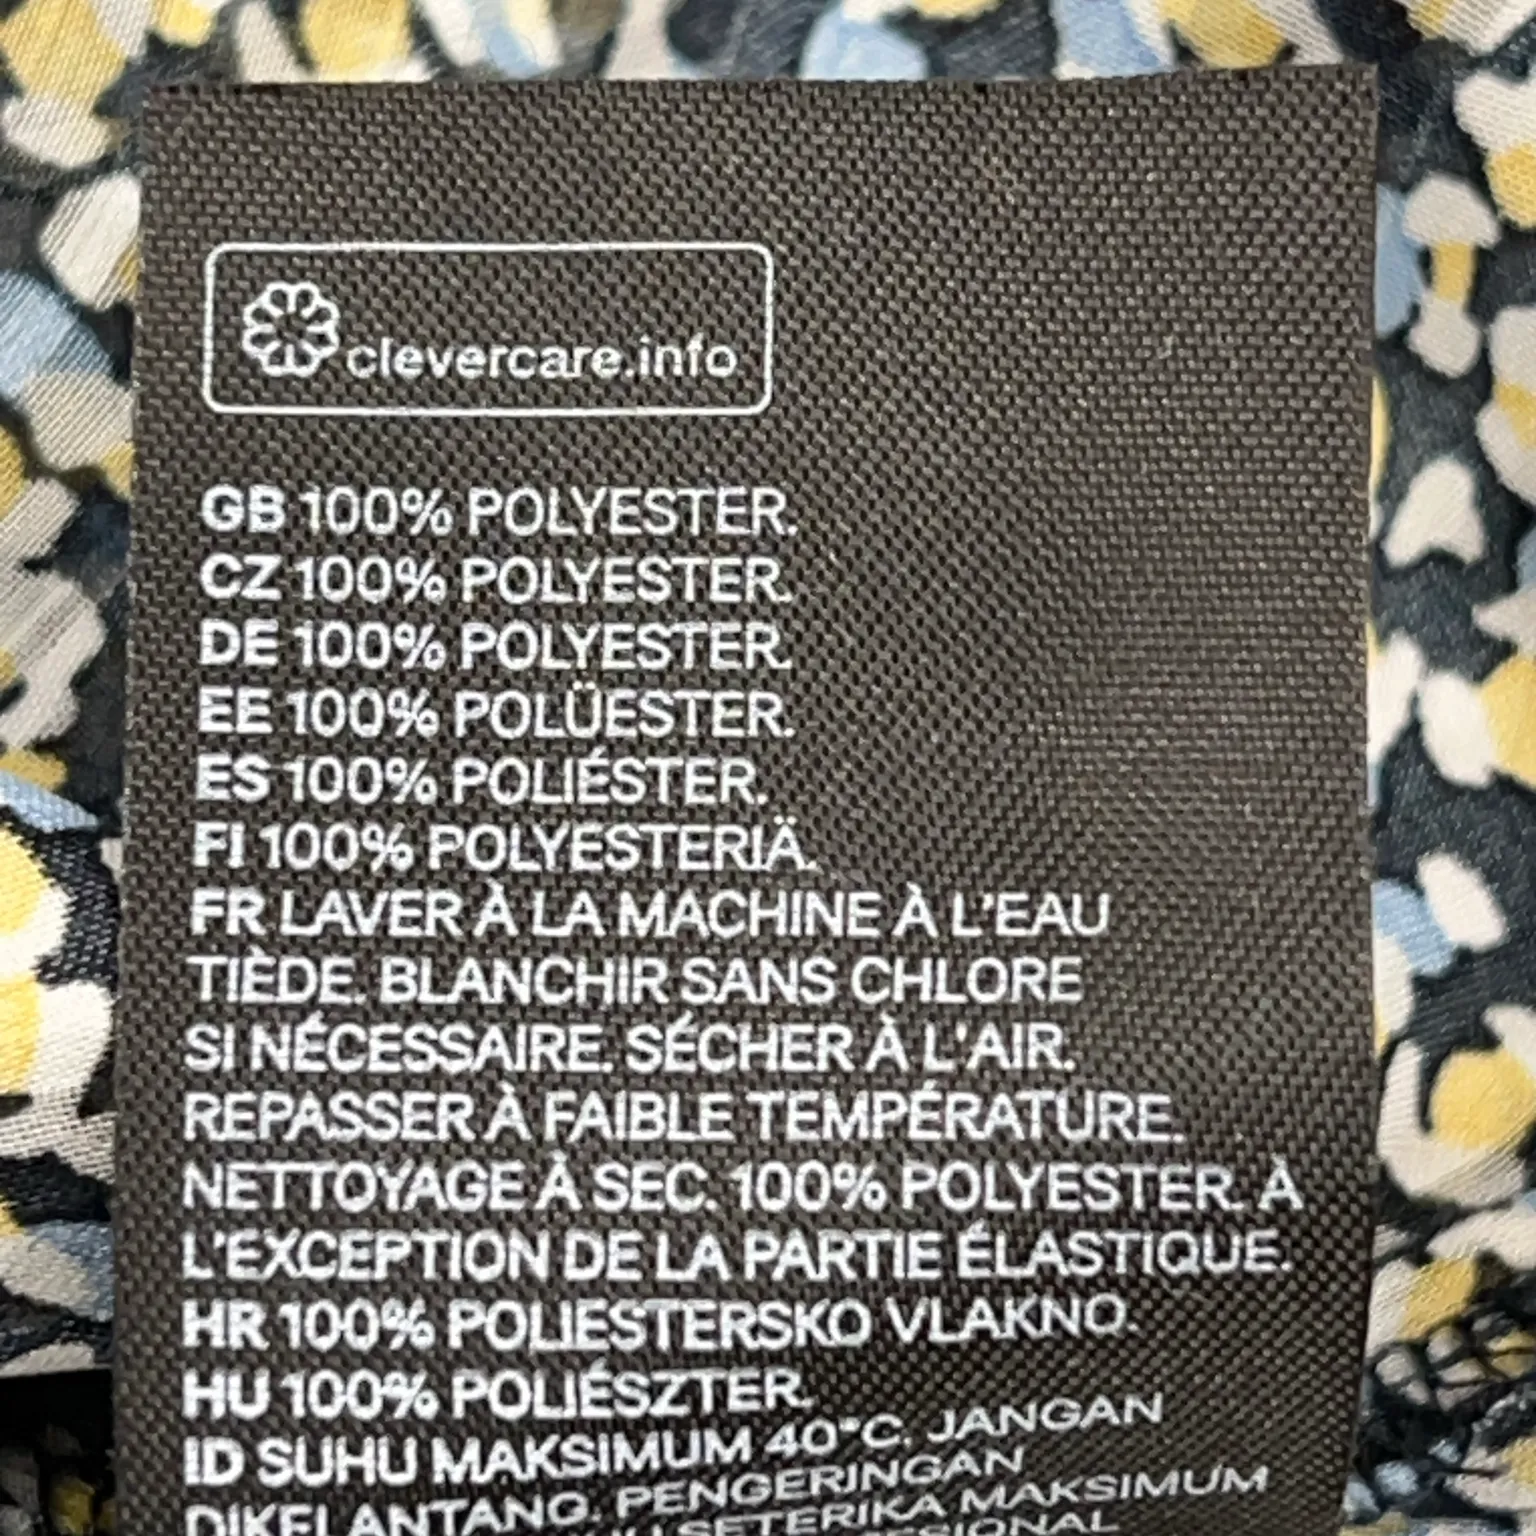 clevercare.info
GB 100% POLYESTER.
CZ 100% POLYESTER.
DE 100% POLYESTER.
EE 100% POLÜESTER.
ES 100% POLIÉSTER.
FI 100% POLYESTERIÄ.
FR LAVER À LA MACHINE À L'EAU
TIÈDE. BLANCHIR SANS CHLORE
SI NÉCESSAIRE. SÉCHER À L'AIR.
REPASSER À FAIBLE TEMPÉRATURE.
NETTOYAGE À SEC. 100% POLYESTER. À
L'EXCEPTION DE LA PARTIE ÉLASTIQUE.
HR 100% POLIESTERSKO VLAKNO.
HU 100% POLIÉSZTER.
ID SUHU MAKSIMUM 40°C. JANGAN
DIKELANTANG. PENGERINGAN
SETERIKA MAKSIMUM